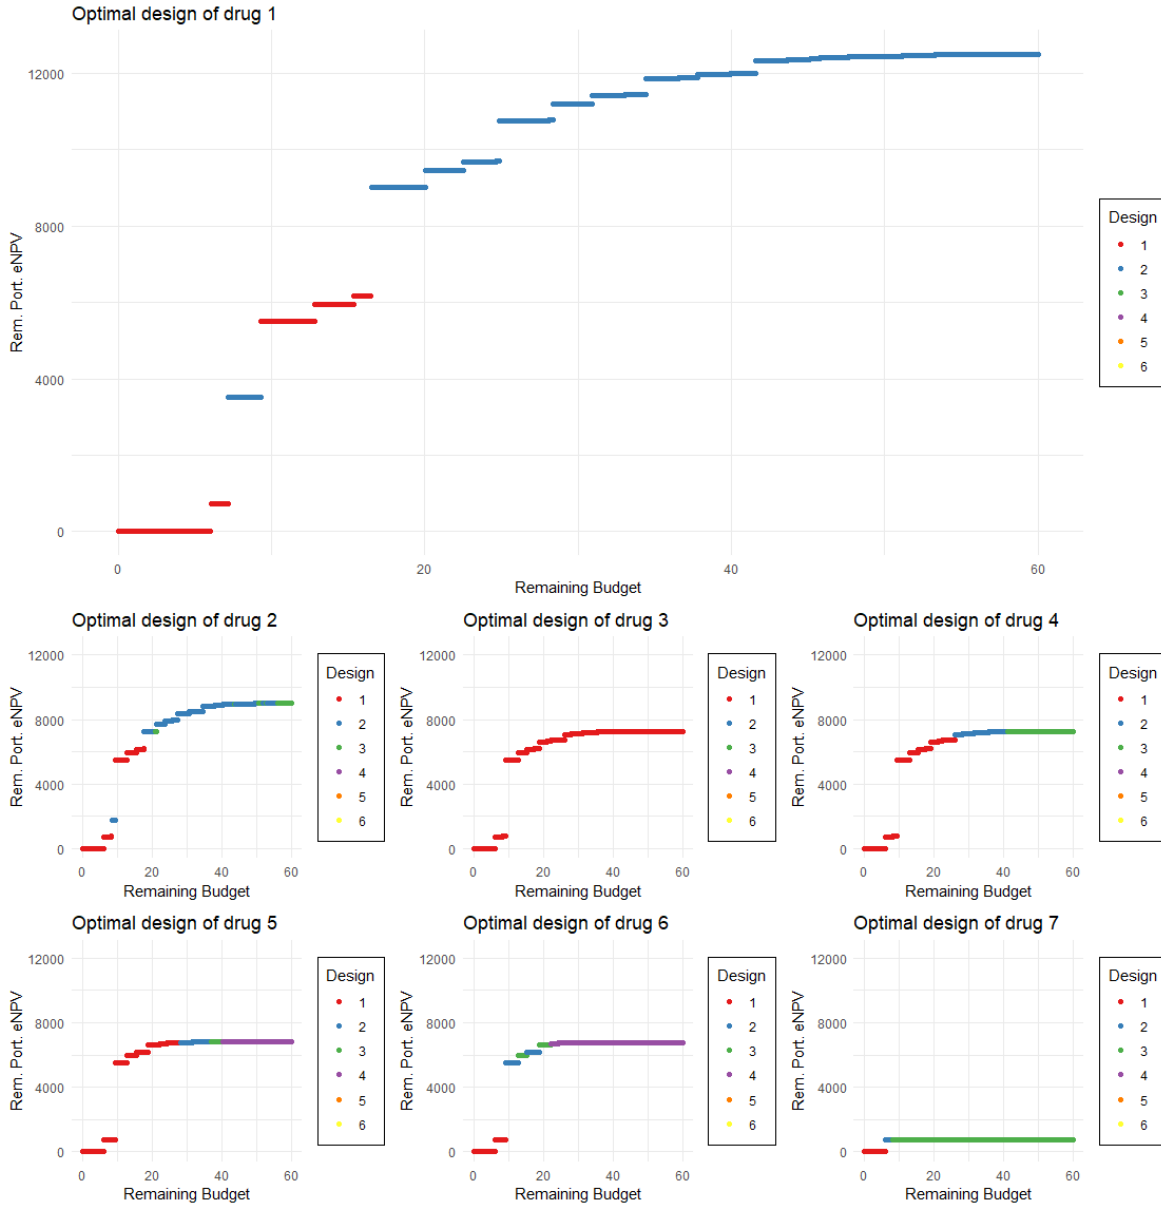 Optimal design of drug 1
12000
8000
4000
0
Rem. Port. eNPV
0 20 40 60
Remaining Budget
Design
1
2
3
4
5
6
Optimal design of drug 2
12000
8000
4000
0
Rem. Port. eNPV
0 20 40 60
Remaining Budget
Design
1
2
3
4
5
6
Optimal design of drug 3
12000
8000
4000
0
Rem. Port. eNPV
0 20 40 60
Remaining Budget
Design
1
2
3
4
5
6
Optimal design of drug 4
12000
8000
4000
0
Rem. Port. eNPV
0 20 40 60
Remaining Budget
Design
1
2
3
4
5
6
Optimal design of drug 5
12000
8000
4000
0
Rem. Port. eNPV
0 20 40 60
Remaining Budget
Design
1
2
3
4
5
6
Optimal design of drug 6
12000
8000
4000
0
Rem. Port. eNPV
0 20 40 60
Remaining Budget
Design
1
2
3
4
5
6
Optimal design of drug 7
12000
8000
4000
0
Rem. Port. eNPV
0 20 40 60
Remaining Budget
Design
1
2
3
4
5
6